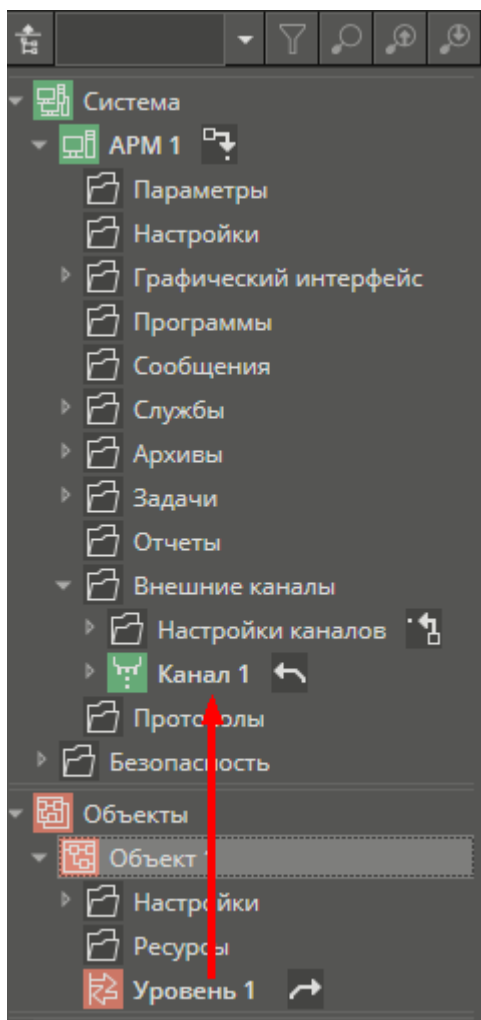 Система
АРМ 1
Параметры
Настройки
Графический интерфейс
Программы
Сообщения
Службы
Архивы
Задачи
Отчеты
Внешние каналы
Настройки каналов
Канал 1
Протоколы
Безопасность
Объекты
Объект 1
Настройки
Ресурсы
Уровень 1